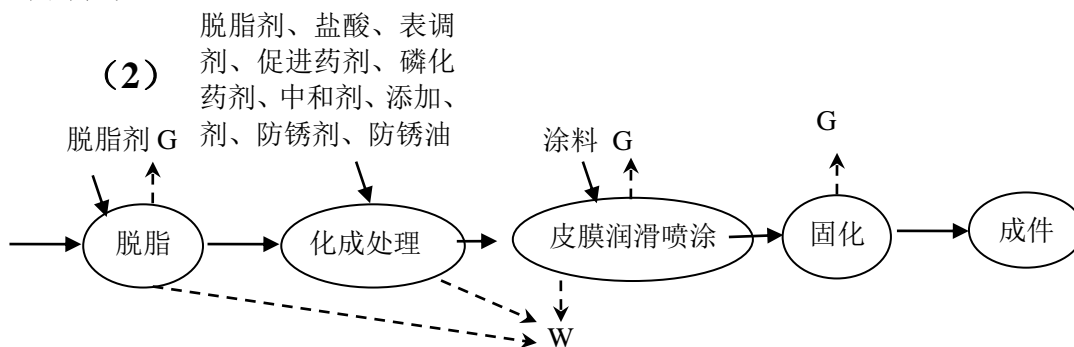 脱脂剂、盐酸、表调
剂、促进药剂、磷化
药剂、中和剂、添加、
剂、防锈剂、防锈油
（2）
脱脂剂 G
涂料 G
G
脱脂
化成处理
皮膜润滑喷涂
固化
成件
W